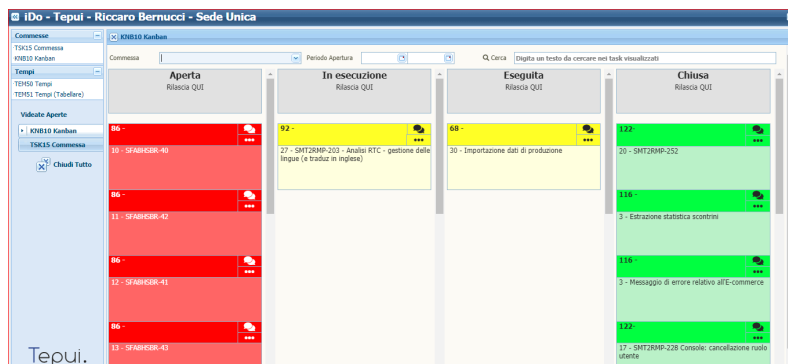 iDo - Tepui - Riccaro Bernucci - Sede Unica
Commesse
TSK15 Commessa
KNB10 Kanban
Tempi
TEMS0 Tempi
TEMS1 Tempi (Tabellare)
Videate Aperte
KNB10 Kanban
TSK15 Commessa
Chiudi Tutto
Tepui.
KNB10 Kanban
Commessa
Periodo Apertura
Cerca
Digita un testo da cercare nei task visualizzati
Aperta
Rilascia QUI
In esecuzione
Rilascia QUI
Eseguita
Rilascia QUI
Chiusa
Rilascia QUI
86 -
10 - SFABHSBR-40
86 -
11 - SFABHSBR-42
86 -
12 - SFABHSBR-41
86 -
13 - SFABHSBR-43
92 -
27 - SMT2RMP-203 - Analisi RTC - gestione delle
lingue (e traduz in inglese)
68 -
30 - Importazione dati di produzione
122-
20 - SMT2RMP-252
116 -
3 - Estrazione statistica scontrini
116 -
3 - Messaggio di errore relativo all'E-commerce
122-
17 - SMT2RMP-228 Console: cancellazione ruolo
utente